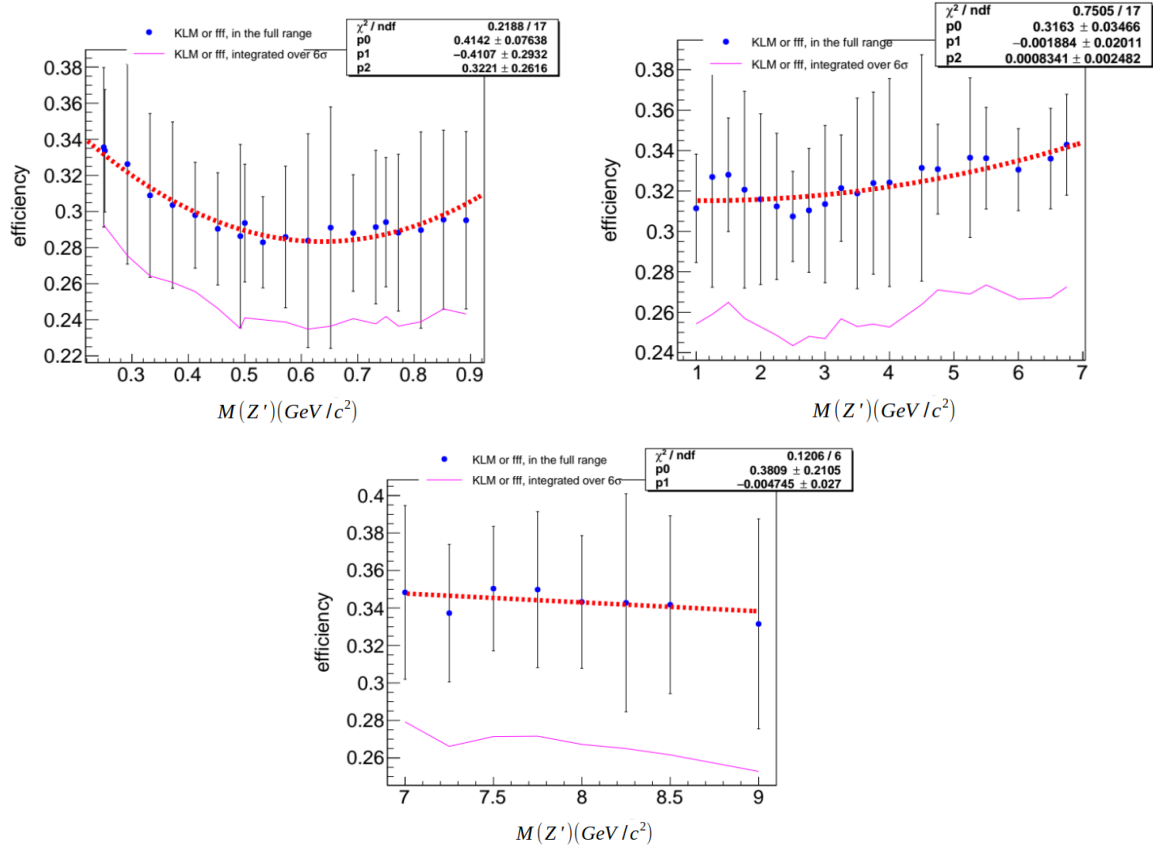 KLM or fff, in the full range
KLM or fff, integrated over 6σ
χ² / ndf 0.2188 / 17
p0 0.4142 ± 0.07638
p1 −0.4107 ± 0.2932
p2 0.3221 ± 0.2616
efficiency
0.38
0.36
0.34
0.32
0.3
0.28
0.26
0.24
0.22
0.3 0.4 0.5 0.6 0.7 0.8 0.9
M(Z')(GeV/c²)
KLM or fff, in the full range
KLM or fff, integrated over 6σ
χ² / ndf 0.7505 / 17
p0 0.3163 ± 0.03466
p1 −0.001884 ± 0.02011
p2 0.0008341 ± 0.002482
efficiency
0.38
0.36
0.34
0.32
0.3
0.28
0.26
0.24
1 2 3 4 5 6 7
M(Z')(GeV/c²)
KLM or fff, in the full range
KLM or fff, integrated over 6σ
χ² / ndf 0.1206 / 6
p0 0.3809 ± 0.2105
p1 −0.004745 ± 0.027
efficiency
0.4
0.38
0.36
0.34
0.32
0.3
0.28
0.26
7 7.5 8 8.5 9
M(Z')(GeV/c²)